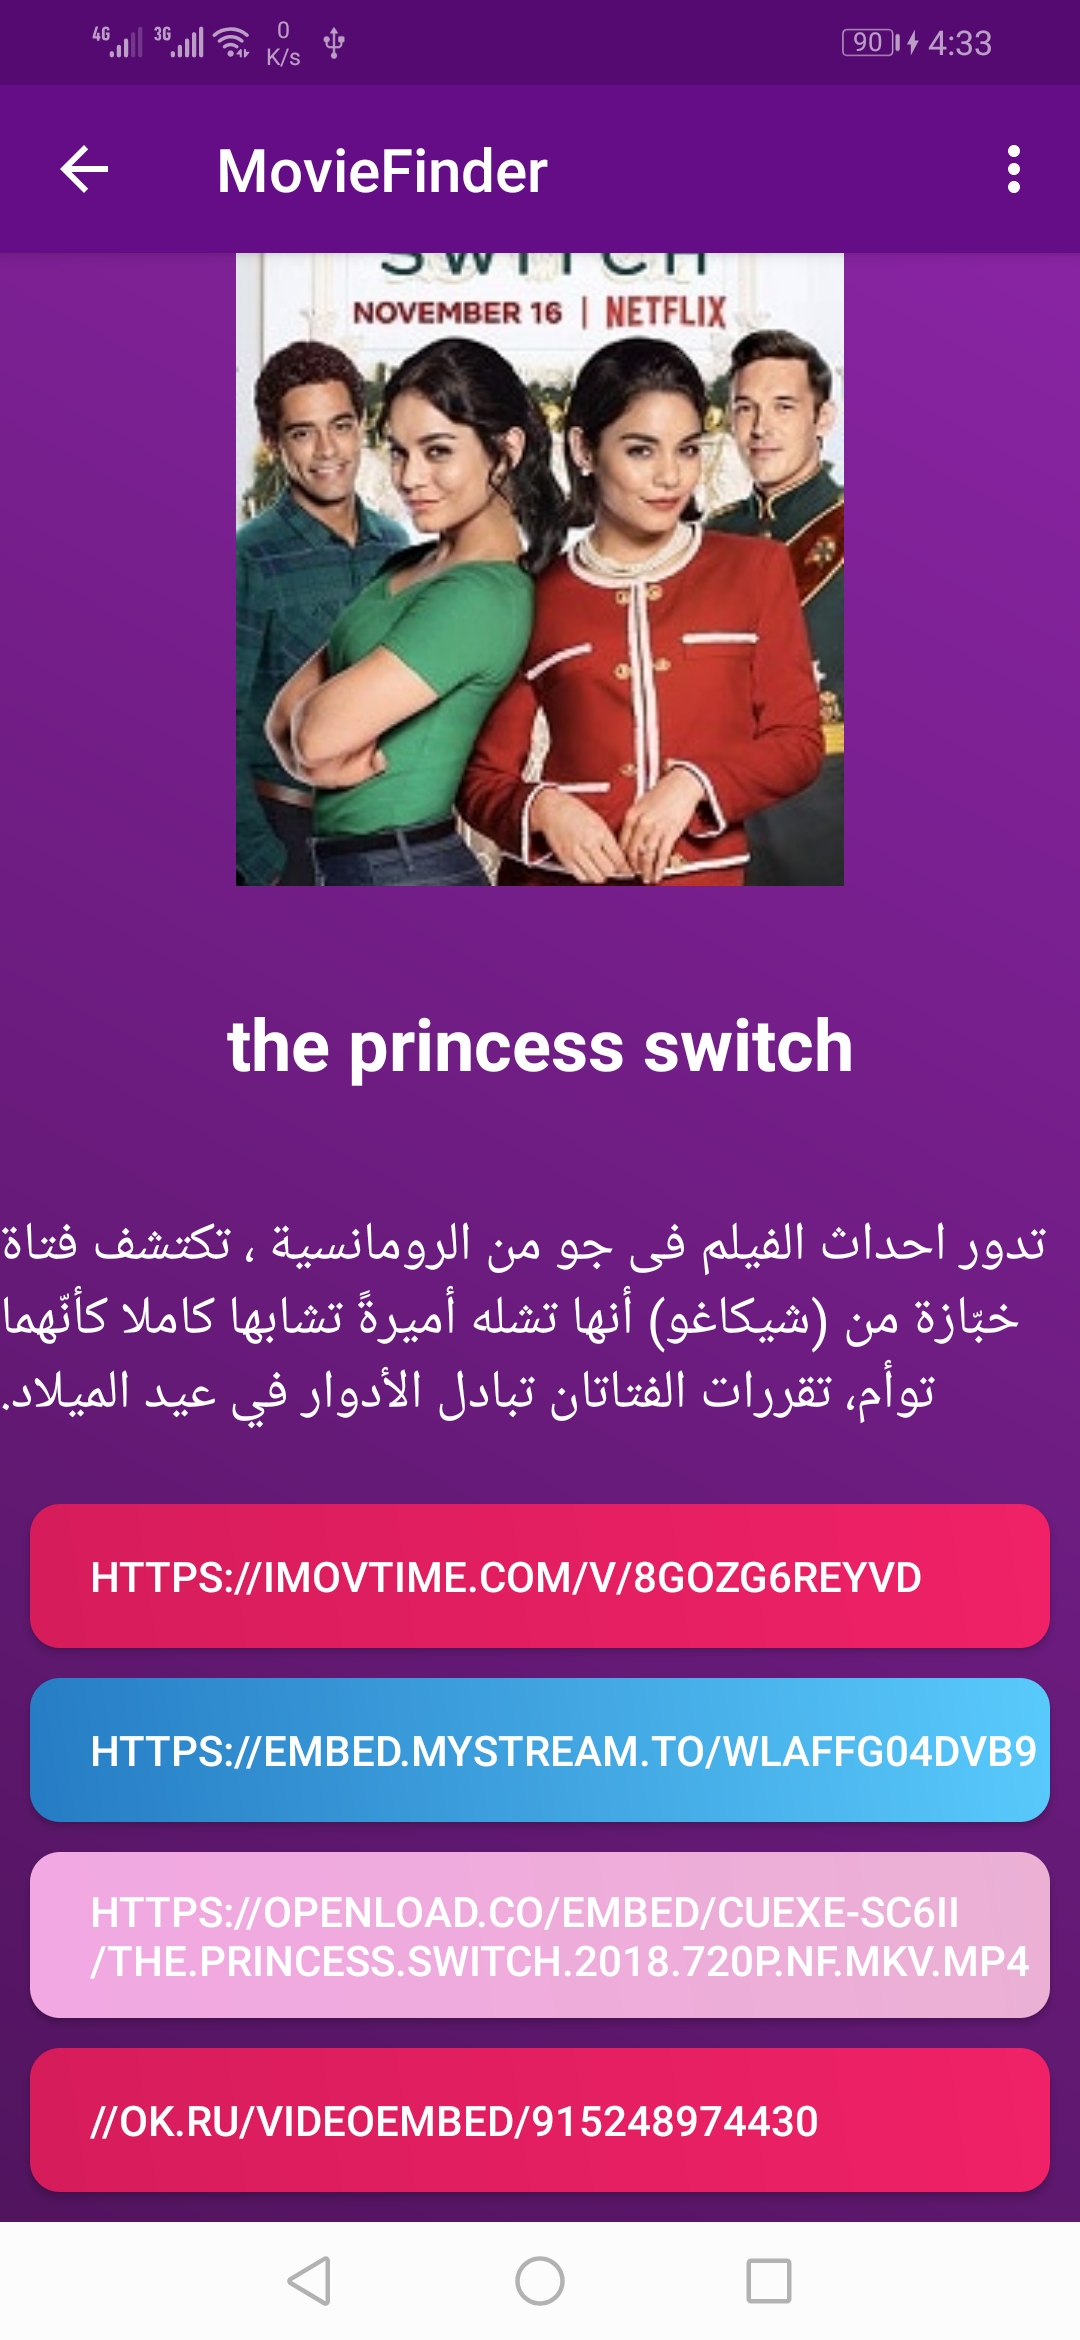 4G 3G 0 K/s 90 4:33
MovieFinder
SWITCH
NOVEMBER 16 | NETFLIX
the princess switch
تدور احداث الفيلم فى جو من الرومانسية ، تكتشف فتاة
خبّازة من (شيكاغو) أنها تشله أميرةً تشابها كاملا كأنّهما
توأم، تقررات الفتاتان تبادل الأدوار في عيد الميلاد.
HTTPS://IMOVTIME.COM/V/8GOZG6REYVD
HTTPS://EMBED.MYSTREAM.TO/WLAFFG04DVB9
HTTPS://OPENLOAD.CO/EMBED/CUEXE-SC6II
/THE.PRINCESS.SWITCH.2018.720P.NF.MKV.MP4
//OK.RU/VIDEOEMBED/915248974430